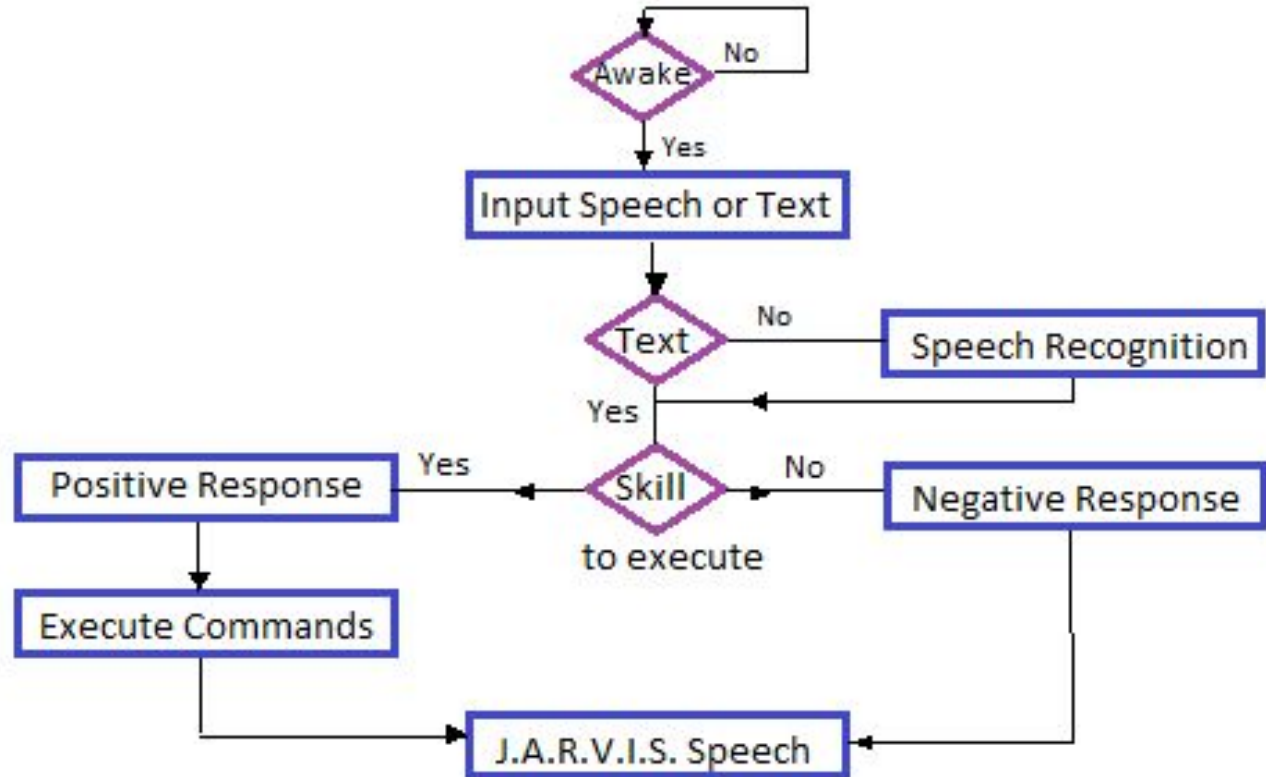 No
Awake
Yes
Input Speech or Text
Text
No
Speech Recognition
Yes
Yes
Skill
No
Positive Response
Negative Response
to execute
Execute Commands
J.A.R.V.I.S. Speech